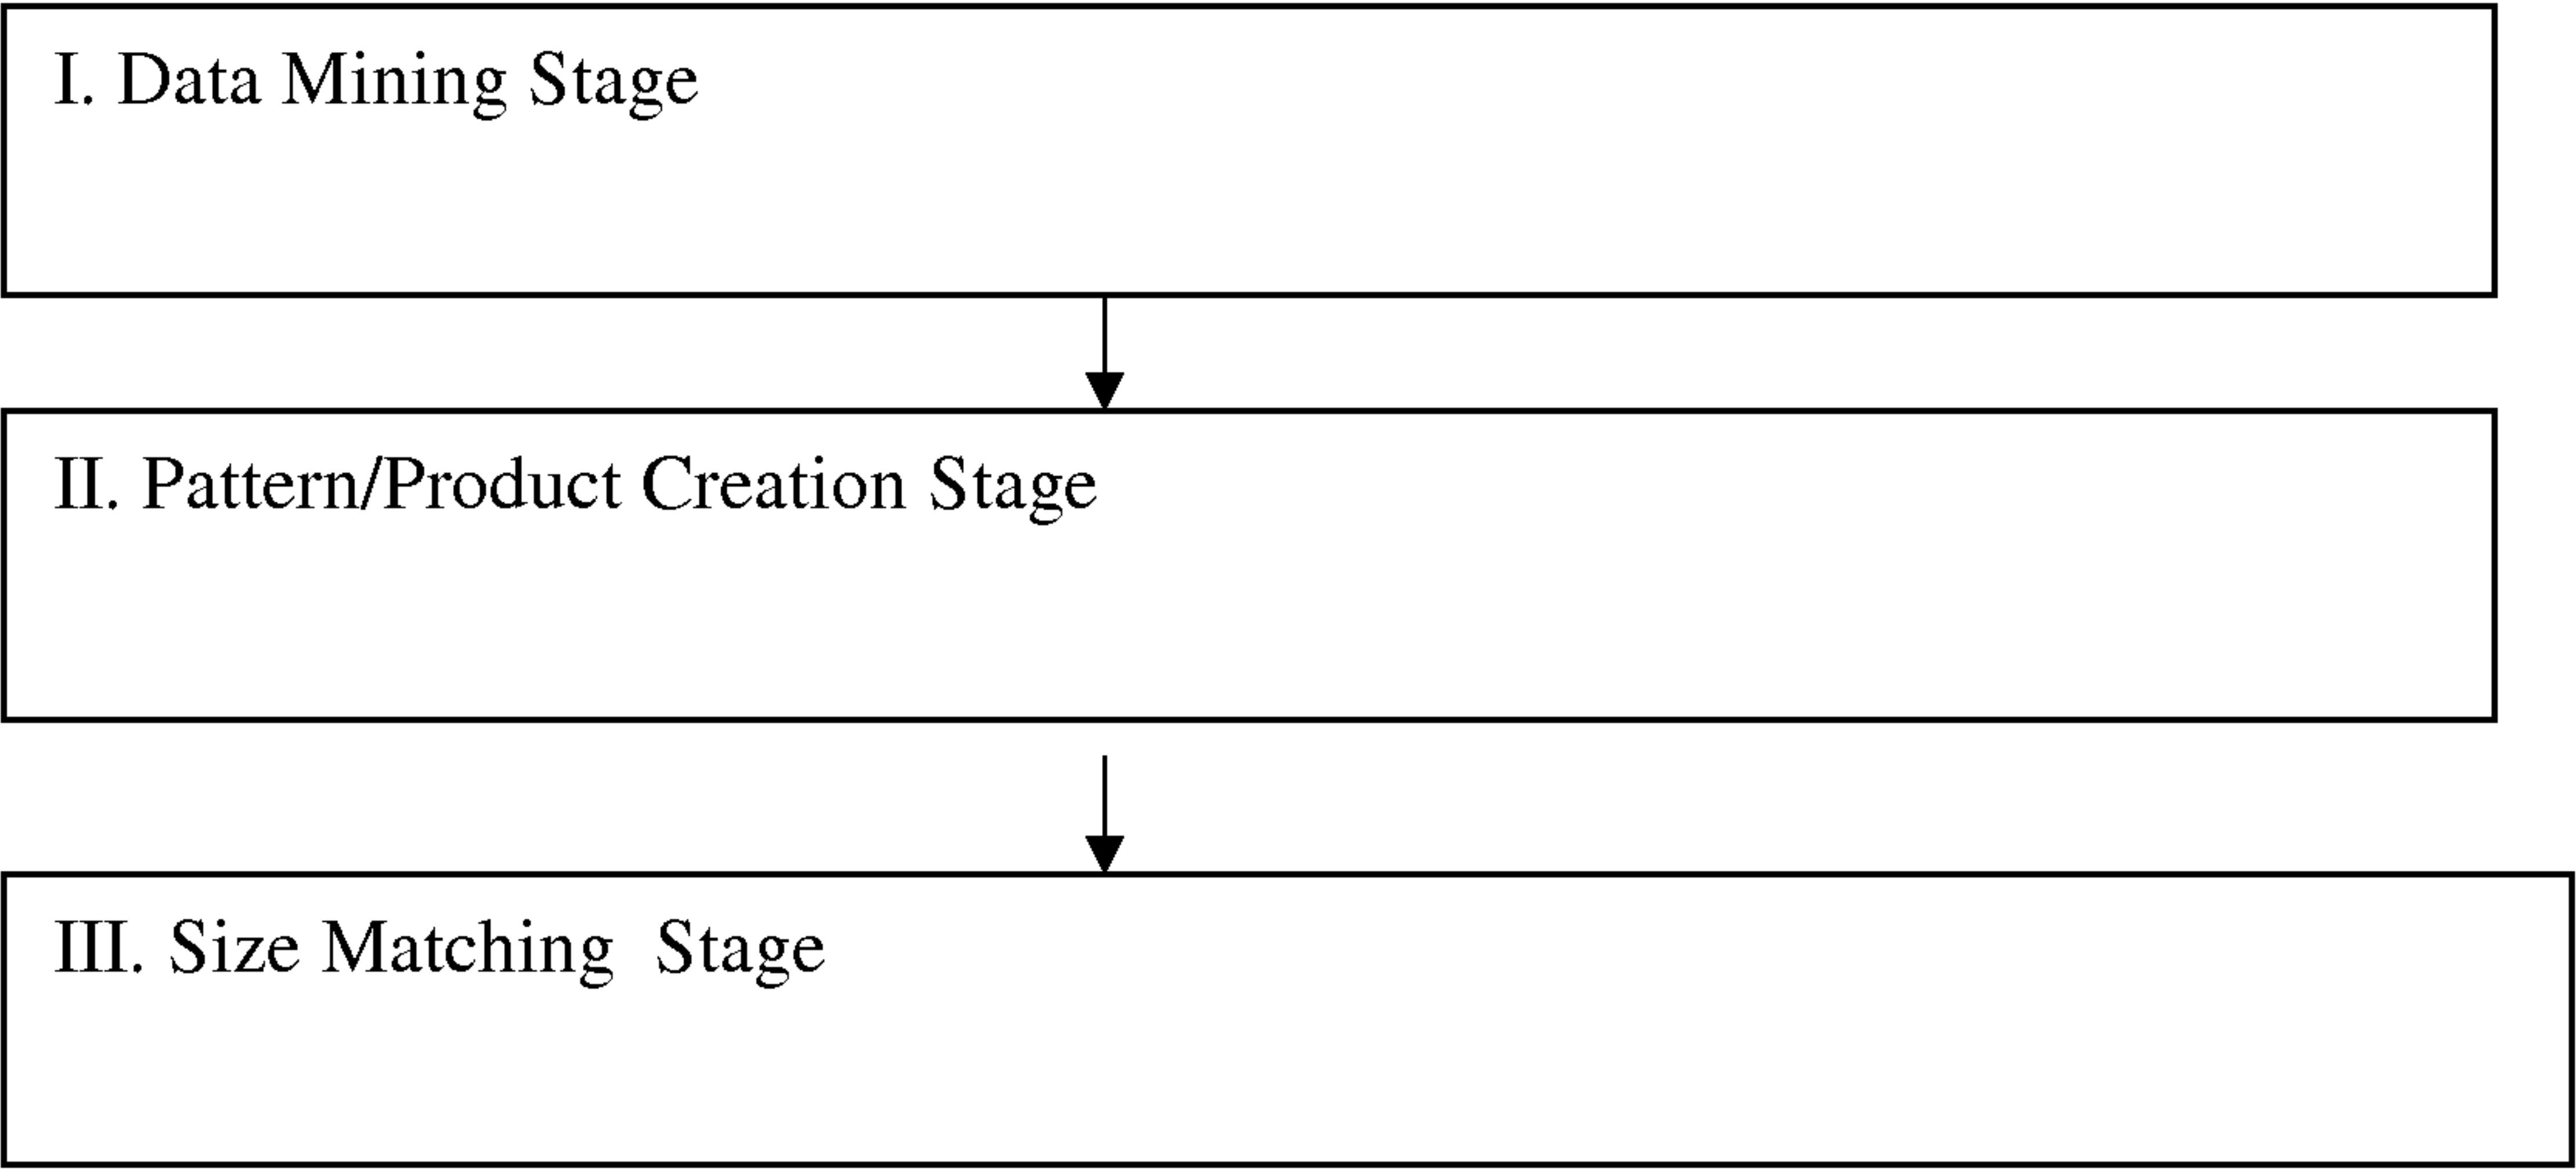 I. Data Mining Stage
II. Pattern/Product Creation Stage
III. Size Matching  Stage